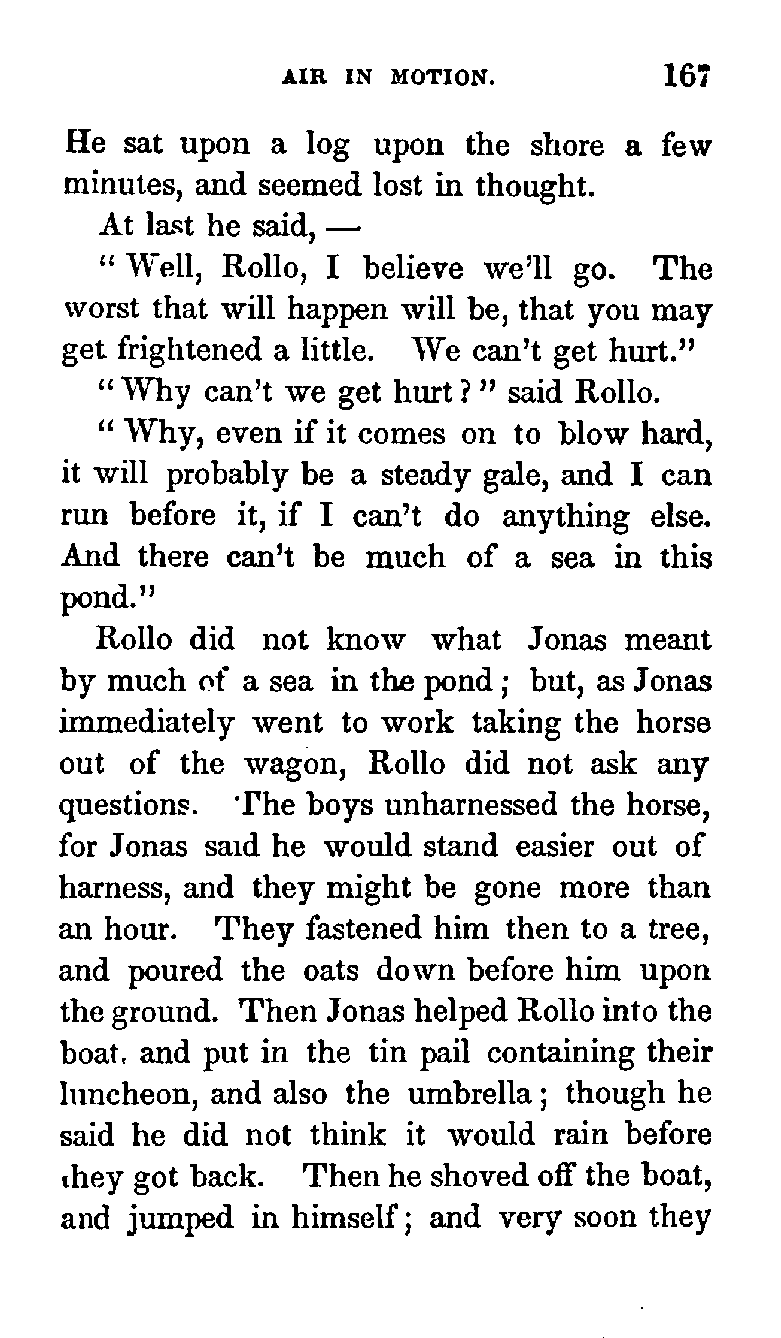 AIR IN MOTION. 167
He sat upon a log upon the shore a few
minutes, and seemed lost in thought.
At last he said, —
“ Well, Rollo, I believe we’ll go. The
worst that will happen will be, that you may
get frightened a little. We can’t get hurt.”
“ Why can’t we get hurt ? ” said Rollo.
“ Why, even if it comes on to blow hard,
it will probably be a steady gale, and I can
run before it, if I can’t do anything else.
And there can’t be much of a sea in this
pond.”
Rollo did not know what Jonas meant
by much of a sea in the pond ; but, as Jonas
immediately went to work taking the horse
out of the wagon, Rollo did not ask any
questions. The boys unharnessed the horse,
for Jonas said he would stand easier out of
harness, and they might be gone more than
an hour. They fastened him then to a tree,
and poured the oats down before him upon
the ground. Then Jonas helped Rollo into the
boat, and put in the tin pail containing their
luncheon, and also the umbrella ; though he
said he did not think it would rain before
they got back. Then he shoved off the boat,
and jumped in himself ; and very soon they